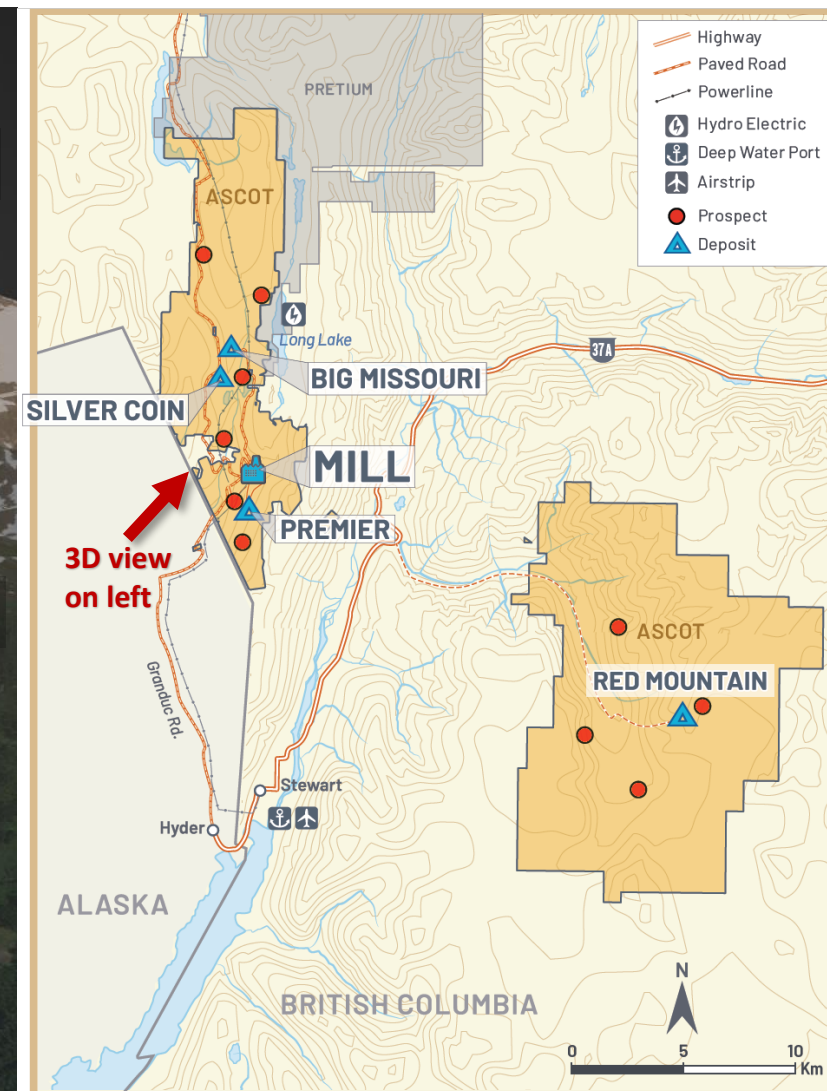 Highway
Paved Road
Powerline
Hydro Electric
Deep Water Port
Airstrip
Prospect
Deposit
PRETIUM
ASCOT
Long Lake
37A
BIG MISSOURI
SILVER COIN
MILL
PREMIER
3D view
on left
ASCOT
RED MOUNTAIN
Granduc Rd.
Stewart
Hyder
ALASKA
BRITISH COLUMBIA
N
0 5 10
Km